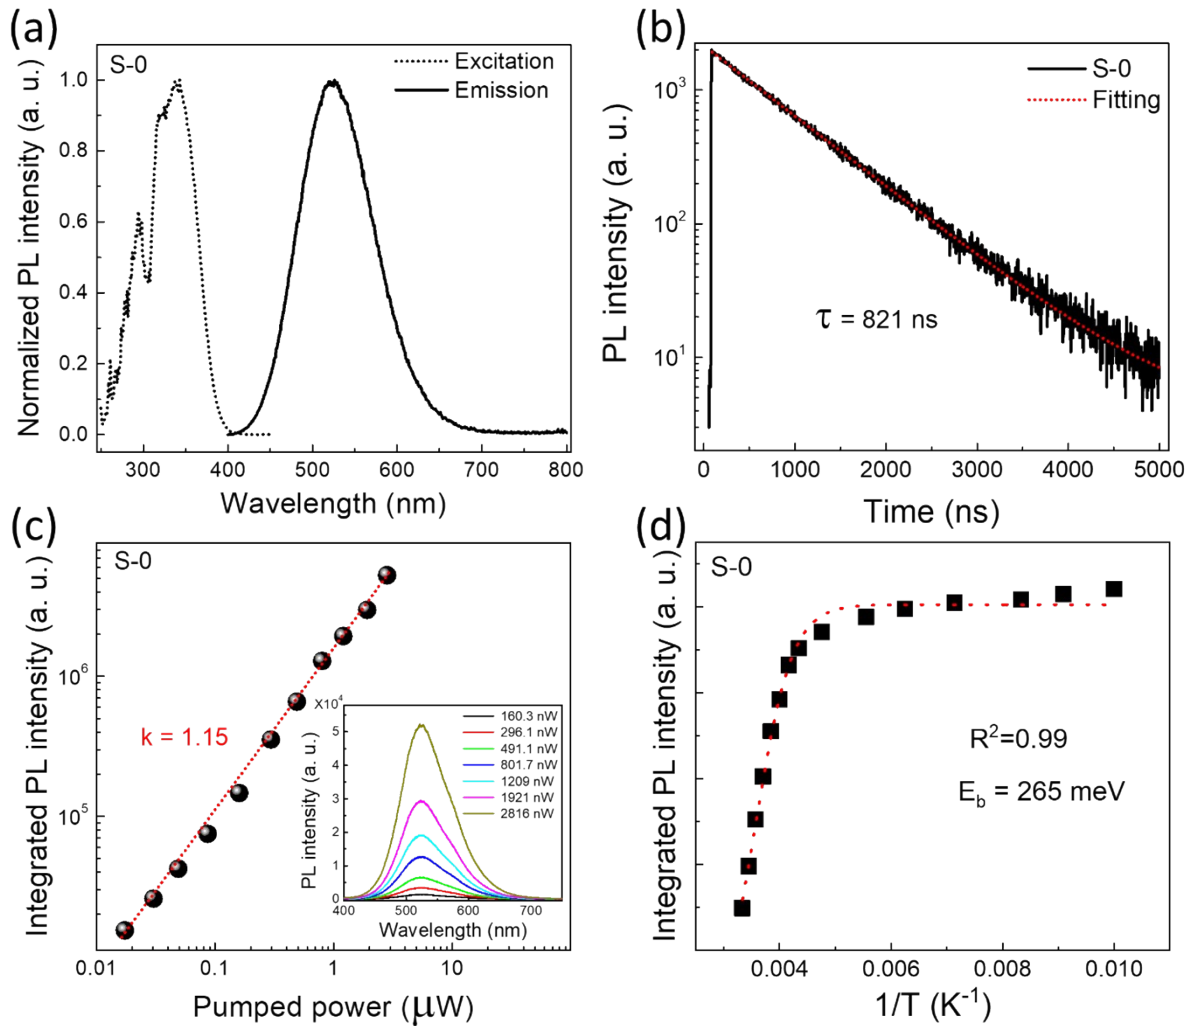 (a)
S-0
Excitation
Emission
Normalized PL intensity (a. u.)
1.0
0.8
0.6
0.4
0.2
0.0
300 400 500 600 700 800
Wavelength (nm)
(b)
S-0
Fitting
PL intensity (a. u.)
10³
10²
10¹
τ = 821 ns
0 1000 2000 3000 4000 5000
Time (ns)
(c)
S-0
Integrated PL intensity (a. u.)
10⁶
10⁵
k = 1.15
0.01 0.1 1 10
Pumped power (μW)
X10⁴
PL intensity (a. u.)
5
4
3
2
1
0
160.3 nW
296.1 nW
491.1 nW
801.7 nW
1209 nW
1921 nW
2816 nW
400 500 600 700
Wavelength (nm)
(d)
S-0
Integrated PL intensity (a. u.)
R²=0.99
E_b = 265 meV
0.004 0.006 0.008 0.010
1/T (K⁻¹)